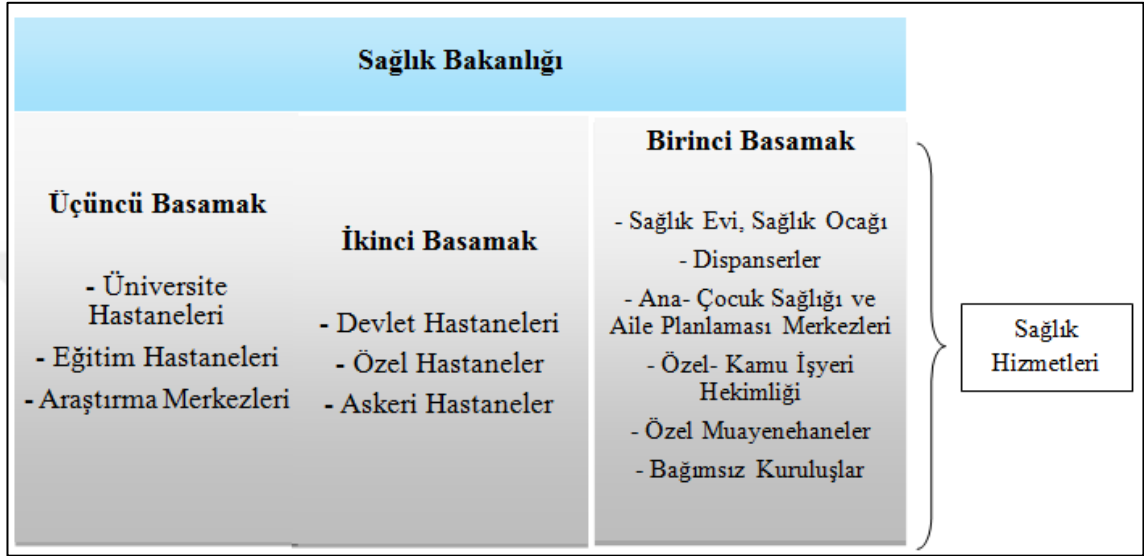 Sağlık Bakanlığı
Üçüncü Basamak
- Üniversite
Hastaneleri
- Eğitim Hastaneleri
- Araştırma Merkezleri
İkinci Basamak
- Devlet Hastaneleri
- Özel Hastaneler
- Askeri Hastaneler
Birinci Basamak
- Sağlık Evi, Sağlık Ocağı
- Dispanserler
- Ana- Çocuk Sağlığı ve
Aile Planlaması Merkezleri
- Özel- Kamu İşyeri
Hekimliği
- Özel Muayenehaneler
- Bağımsız Kuruluşlar
Sağlık
Hizmetleri